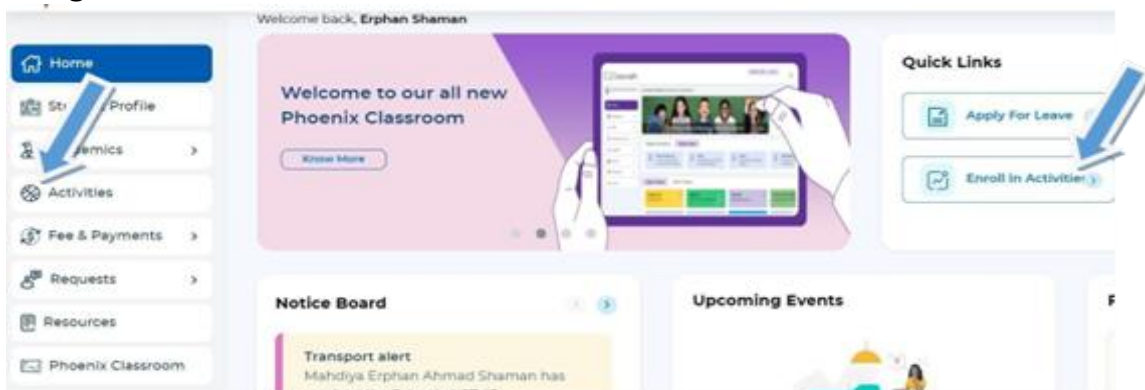 Welcome back, Erphan Shaman
Home
Profile
Activities
Fee & Payments
Requests
Resources
Phoenix Classroom
Welcome to our all new
Phoenix Classroom
Know More
Quick Links
Apply For Leave
Enroll In Activities
Notice Board
Transport alert
Mahdiya Erphan Ahmad Shaman has
Upcoming Events